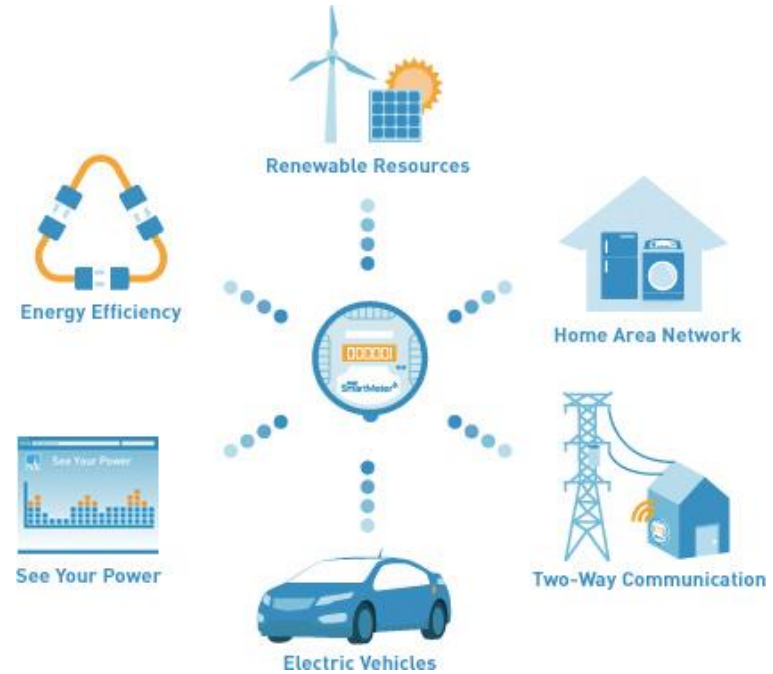 Renewable Resources
Energy Efficiency
Home Area Network
000001
SmartMeter
See Your Power
See Your Power
Two-Way Communication
Electric Vehicles